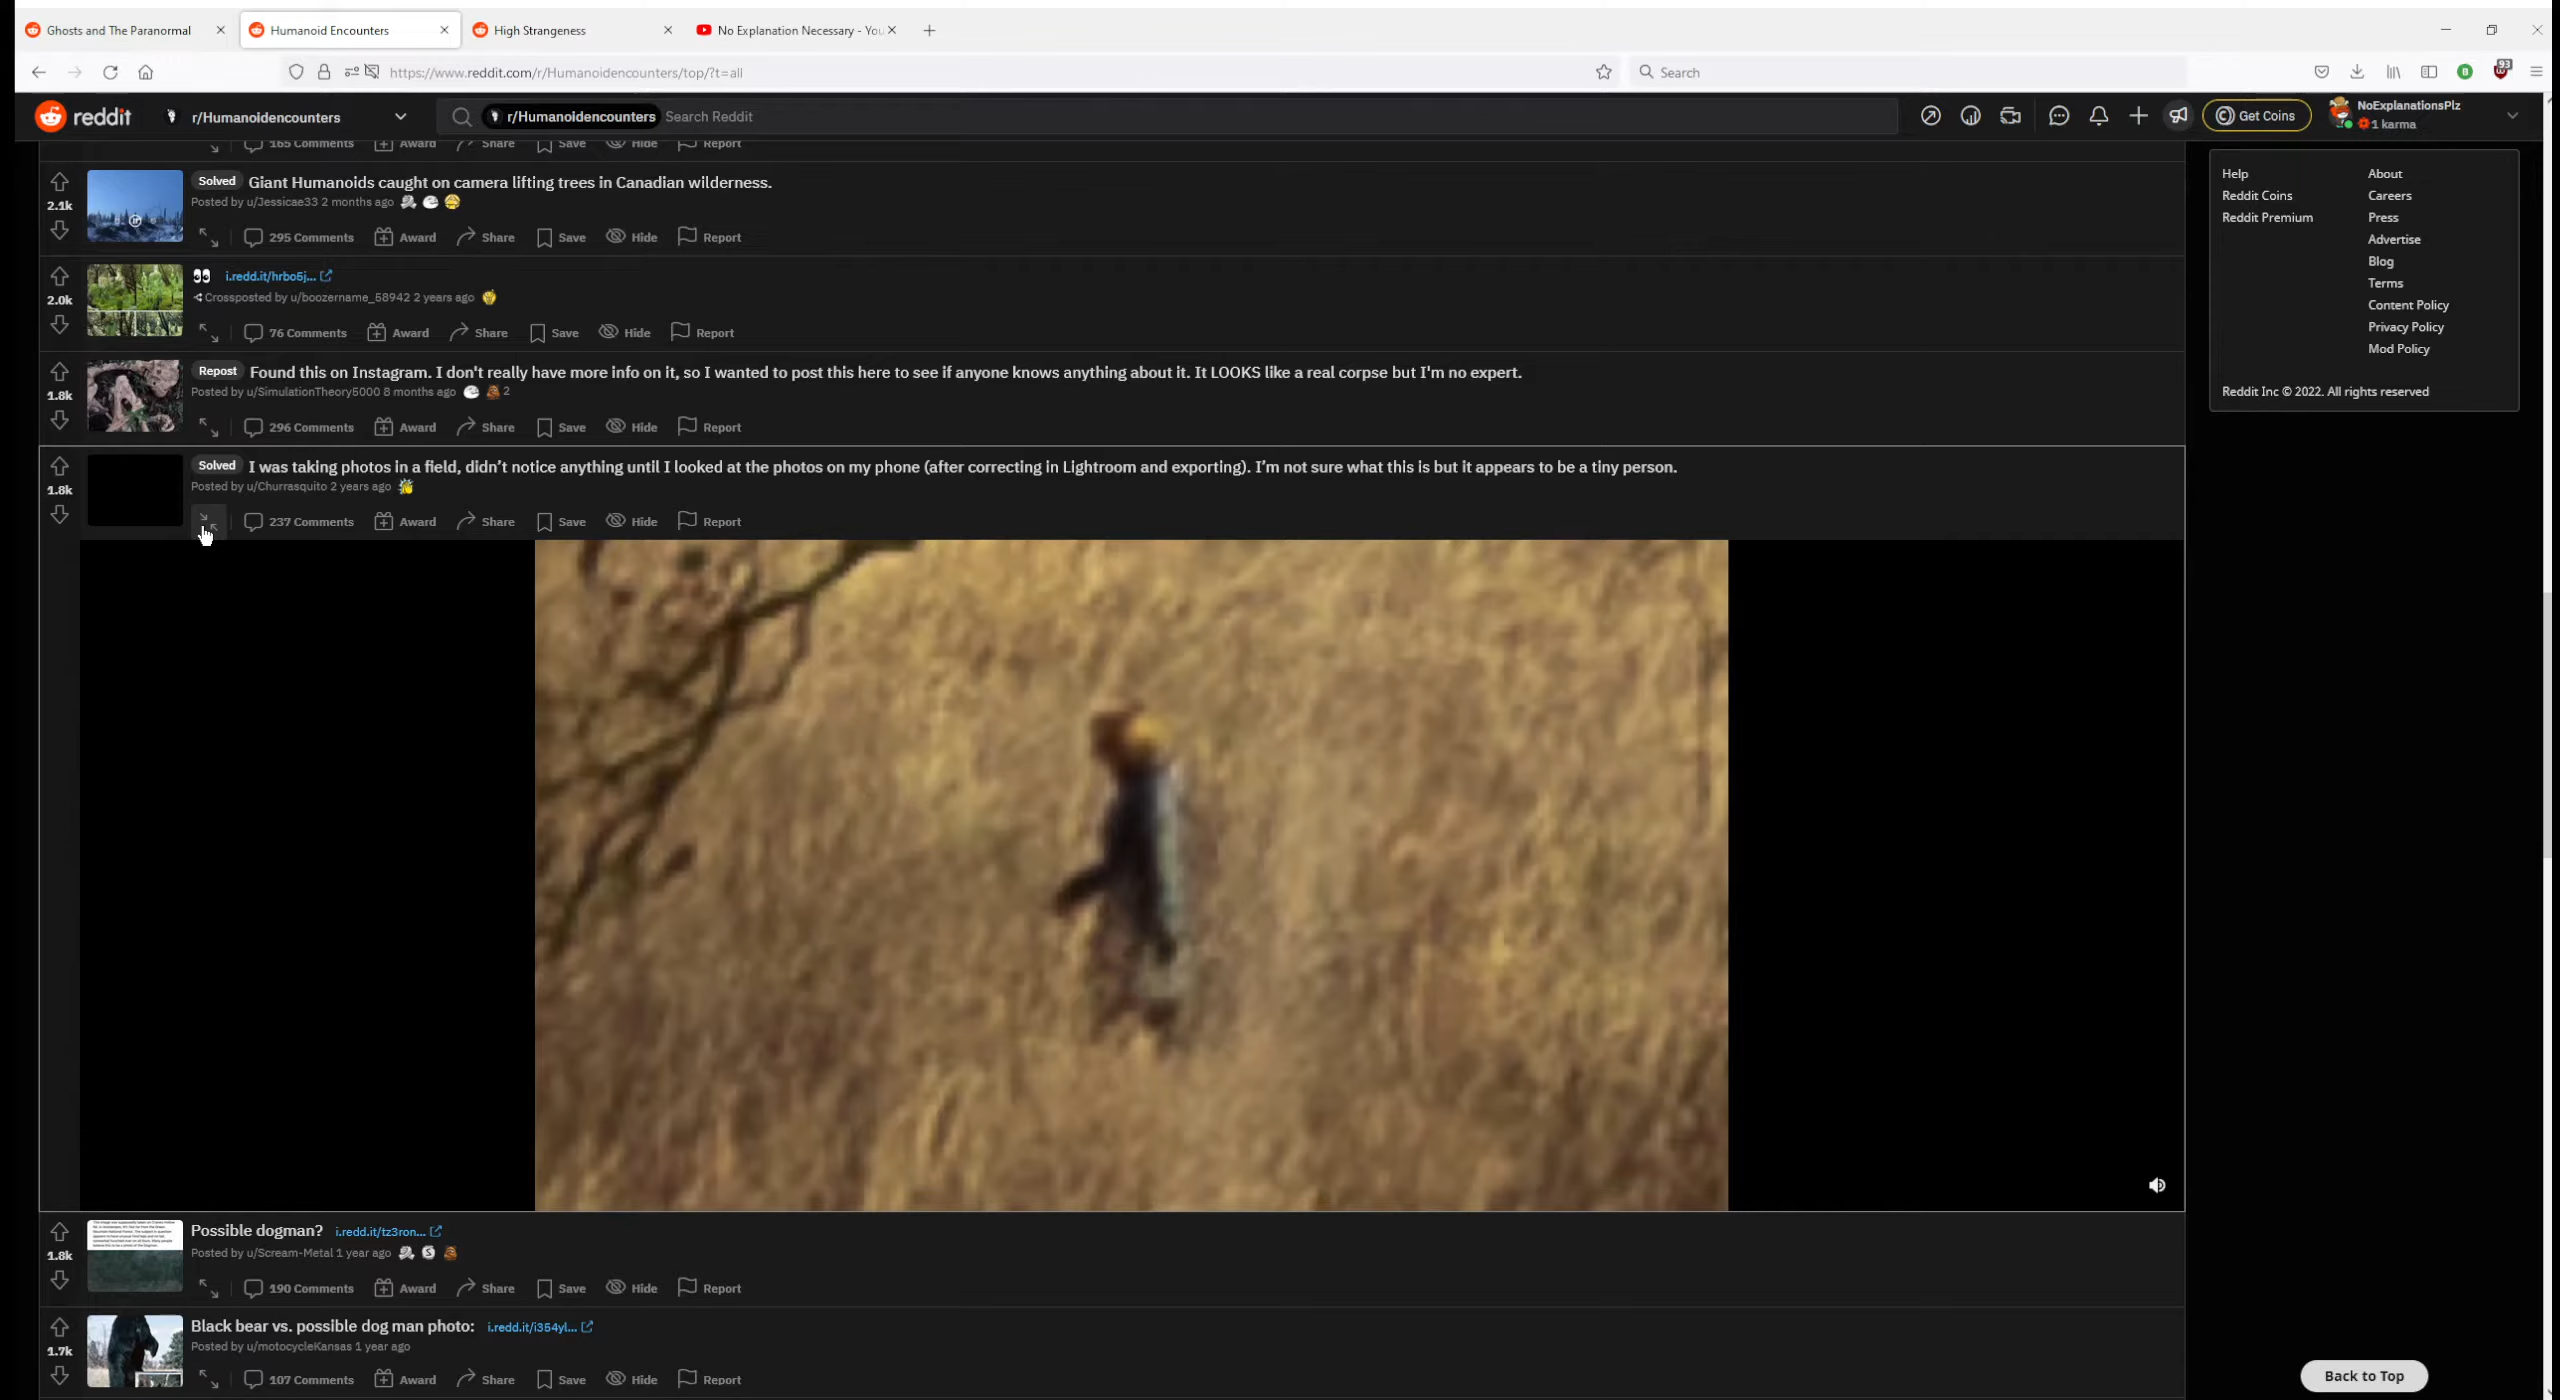 Ghosts and The Paranormal
Humanoid Encounters
High Strangeness
No Explanation Necessary - You
https://www.reddit.com/r/Humanoidencounters/top/?t=all
Search
93
reddit
r/Humanoidencounters
r/Humanoidencounters Search Reddit
Get Coins
NoExplanationsPlz
1 karma
165 Comments Award Share Save Hide Report
2.1k
Solved Giant Humanoids caught on camera lifting trees in Canadian wilderness.
Posted by u/Jessicae33 2 months ago
295 Comments Award Share Save Hide Report
2.0k
i.redd.it/hrbo5j...
Crossposted by u/boozername_58942 2 years ago
76 Comments Award Share Save Hide Report
1.8k
Repost Found this on Instagram. I don't really have more info on it, so I wanted to post this here to see if anyone knows anything about it. It LOOKS like a real corpse but I'm no expert.
Posted by u/SimulationTheory5000 8 months ago 2
296 Comments Award Share Save Hide Report
1.8k
Solved I was taking photos in a field, didn’t notice anything until I looked at the photos on my phone (after correcting in Lightroom and exporting). I’m not sure what this is but it appears to be a tiny person.
Posted by u/Churrasquito 2 years ago
237 Comments Award Share Save Hide Report
1.8k
Possible dogman? i.redd.it/tz3ron...
Posted by u/Scream-Metal 1 year ago
190 Comments Award Share Save Hide Report
1.7k
Black bear vs. possible dog man photo: i.redd.it/i354yl...
Posted by u/motocycleKansas 1 year ago
107 Comments Award Share Save Hide Report
Help About
Reddit Coins Careers
Reddit Premium Press
Advertise
Blog
Terms
Content Policy
Privacy Policy
Mod Policy
Reddit Inc © 2022. All rights reserved
Back to Top